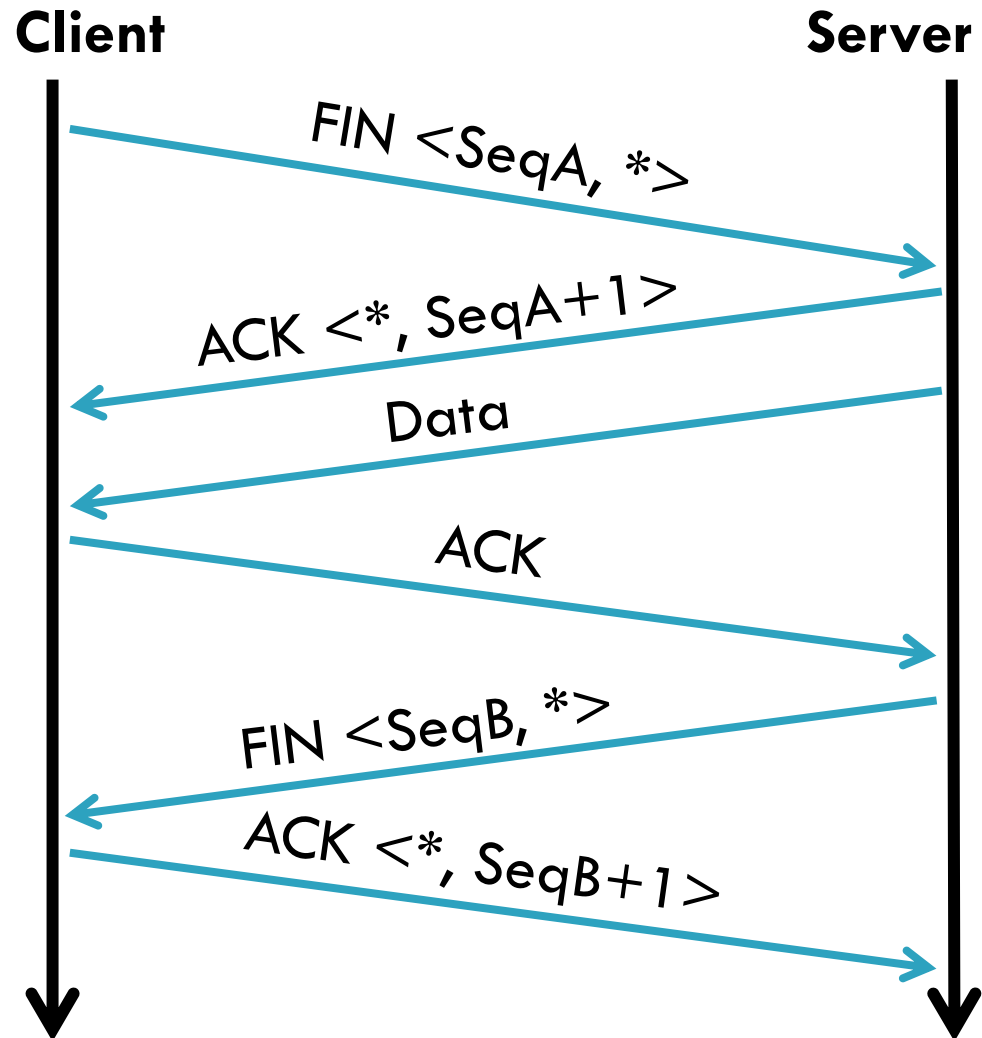 Client
Server
FIN <SeqA, *>
ACK <*, SeqA+1>
Data
ACK
FIN <SeqB, *>
ACK <*, SeqB+1>